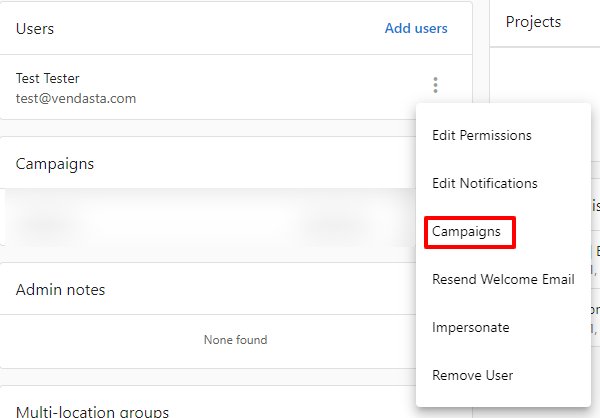 Users
Add users
Projects
Test Tester
test@vendasta.com
Edit Permissions
Campaigns
Edit Notifications
Campaigns
Resend Welcome Email
Admin notes
None found
Impersonate
Remove User
Multi-location groups